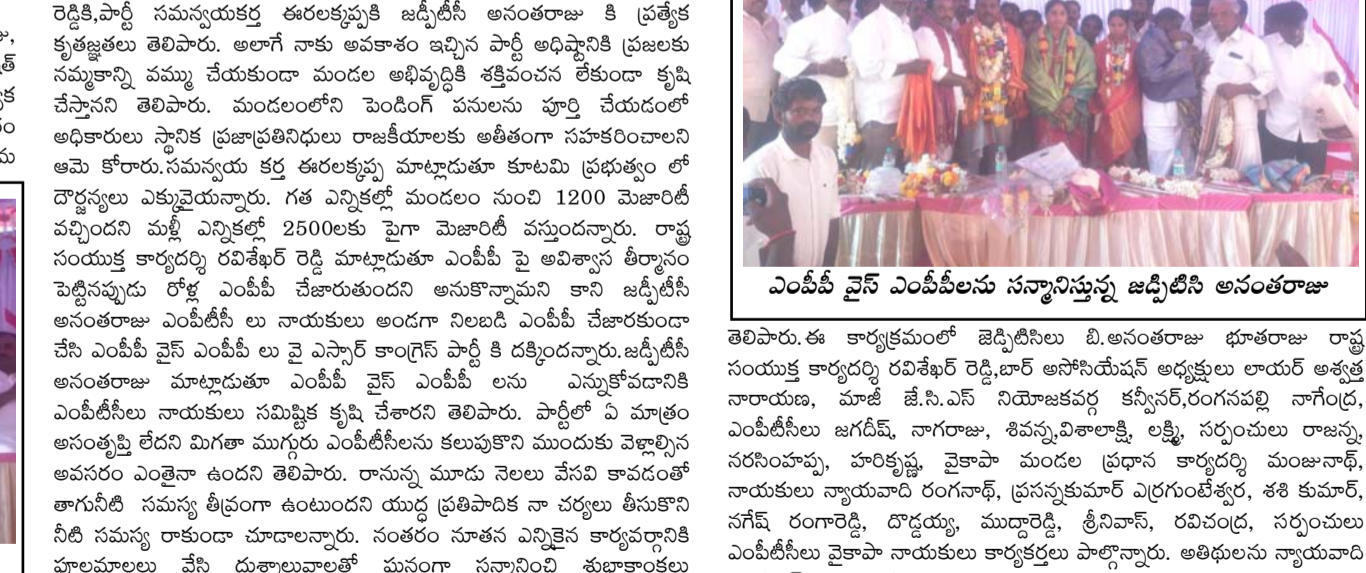 రెడ్డికి,పార్టీ సమన్వయకర్త ఈరలక్కప్పకి జడ్పీటీసీ అనంతరాజు కి ప్రత్యేక
కృతజ్ఞతలు తెలిపారు. అలాగే నాకు అవకాశం ఇచ్చిన పార్టీ అధిష్టానికి ప్రజలకు
నమ్మకాన్ని వమ్ము చేయకుండా మండల అభివృద్ధికి శక్తివంచన లేకుండా కృషి
చేస్తానని తెలిపారు. మండలంలోని పెండింగ్ పనులను పూర్తి చేయడంలో
అధికారులు స్థానిక ప్రజాప్రతినిధులు రాజకీయాలకు అతీతంగా సహకరించాలని
ఆమె కోరారు.సమన్వయ కర్త ఈరలక్కప్ప మాట్లాడుతూ కూటమి ప్రభుత్వం లో
దౌర్జన్యలు ఎక్కువైయన్నారు. గత ఎన్నికల్లో మండలం నుంచి 1200 మెజారిటీ
వచ్చిందని మళ్లీ ఎన్నికల్లో 2500లకు పైగా మెజారిటీ వస్తుందన్నారు. రాష్ట్ర
సంయుక్త కార్యదర్శి రవిశేఖర్ రెడ్డి మాట్లాడుతూ ఎంపీపీ పై అవిశ్వాస తీర్మానం
పెట్టినప్పుడు రోళ్ల ఎంపీపీ చేజారుతుందని అనుకొన్నామని కాని జడ్పీటీసీ
అనంతరాజు ఎంపీటీసీ లు నాయకులు అండగా నిలబడి ఎంపీపీ చేజారకుండా
చేసి ఎంపీపీ వైస్ ఎంపీపీ లు వై ఎస్సార్ కాంగ్రెస్ పార్టీ కి దక్కిందన్నారు.జడ్పీటీసీ
అనంతరాజు మాట్లాడుతూ ఎంపీపీ వైస్ ఎంపీపీ లను ఎన్నుకోవడానికి
ఎంపీటీసీలు నాయకులు సమిష్టిక కృషి చేశారని తెలిపారు. పార్టీలో ఏ మాత్రం
అసంతృప్తి లేదని మిగతా ముగ్గురు ఎంపీటీసీలను కలుపుకొని ముందుకు వెళ్లాల్సిన
అవసరం ఎంతైనా ఉందని తెలిపారు. రానున్న మూడు నెలలు వేసవి కావడంతో
తాగునీటి సమస్య తీవ్రంగా ఉంటుందని యుద్ధ ప్రతిపాదిక నా చర్యలు తీసుకొని
నీటి సమస్య రాకుండా చూడాలన్నారు. నంతరం నూతన ఎన్నికైన కార్యవర్గానికి
పూలమాలలు వేసి దుశ్శాలువాలతో ఘనంగా సన్మానించి శుభాకాంక్షలు
ఎంపీపీ వైస్ ఎంపీపీలను సన్మానిస్తున్న జడ్పిటిసి అనంతరాజు
తెలిపారు.ఈ కార్యక్రమంలో జెడ్పిటిసిలు బి.అనంతరాజు భూతరాజు రాష్ట్ర
సంయుక్త కార్యదర్శి రవిశేఖర్ రెడ్డి,బార్ అసోసియేషన్ అధ్యక్షులు లాయర్ అశ్వత్త
నారాయణ, మాజీ జే.సి.ఎస్ నియోజకవర్గ కన్వీనర్,రంగనపల్లి నాగేంద్ర,
ఎంపీటీసీలు జగదీష్, నాగరాజు, శివన్న,విశాలాక్షి, లక్ష్మి, సర్పంచులు రాజన్న,
నరసింహప్ప, హరికృష్ణ, వైకాపా మండల ప్రధాన కార్యదర్శి మంజునాథ్,
నాయకులు న్యాయవాది రంగనాథ్, ప్రసన్నకుమార్ ఎర్రగుంటేశ్వర, శశి కుమార్,
నగేష్ రంగారెడ్డి, దొడ్డయ్య, ముద్దారెడ్డి, శ్రీనివాస్, రవిచంద్ర, సర్పంచులు
ఎంపీటీసీలు వైకాపా నాయకులు కార్యకర్తలు పాల్గొన్నారు. అతిథులను న్యాయవాది